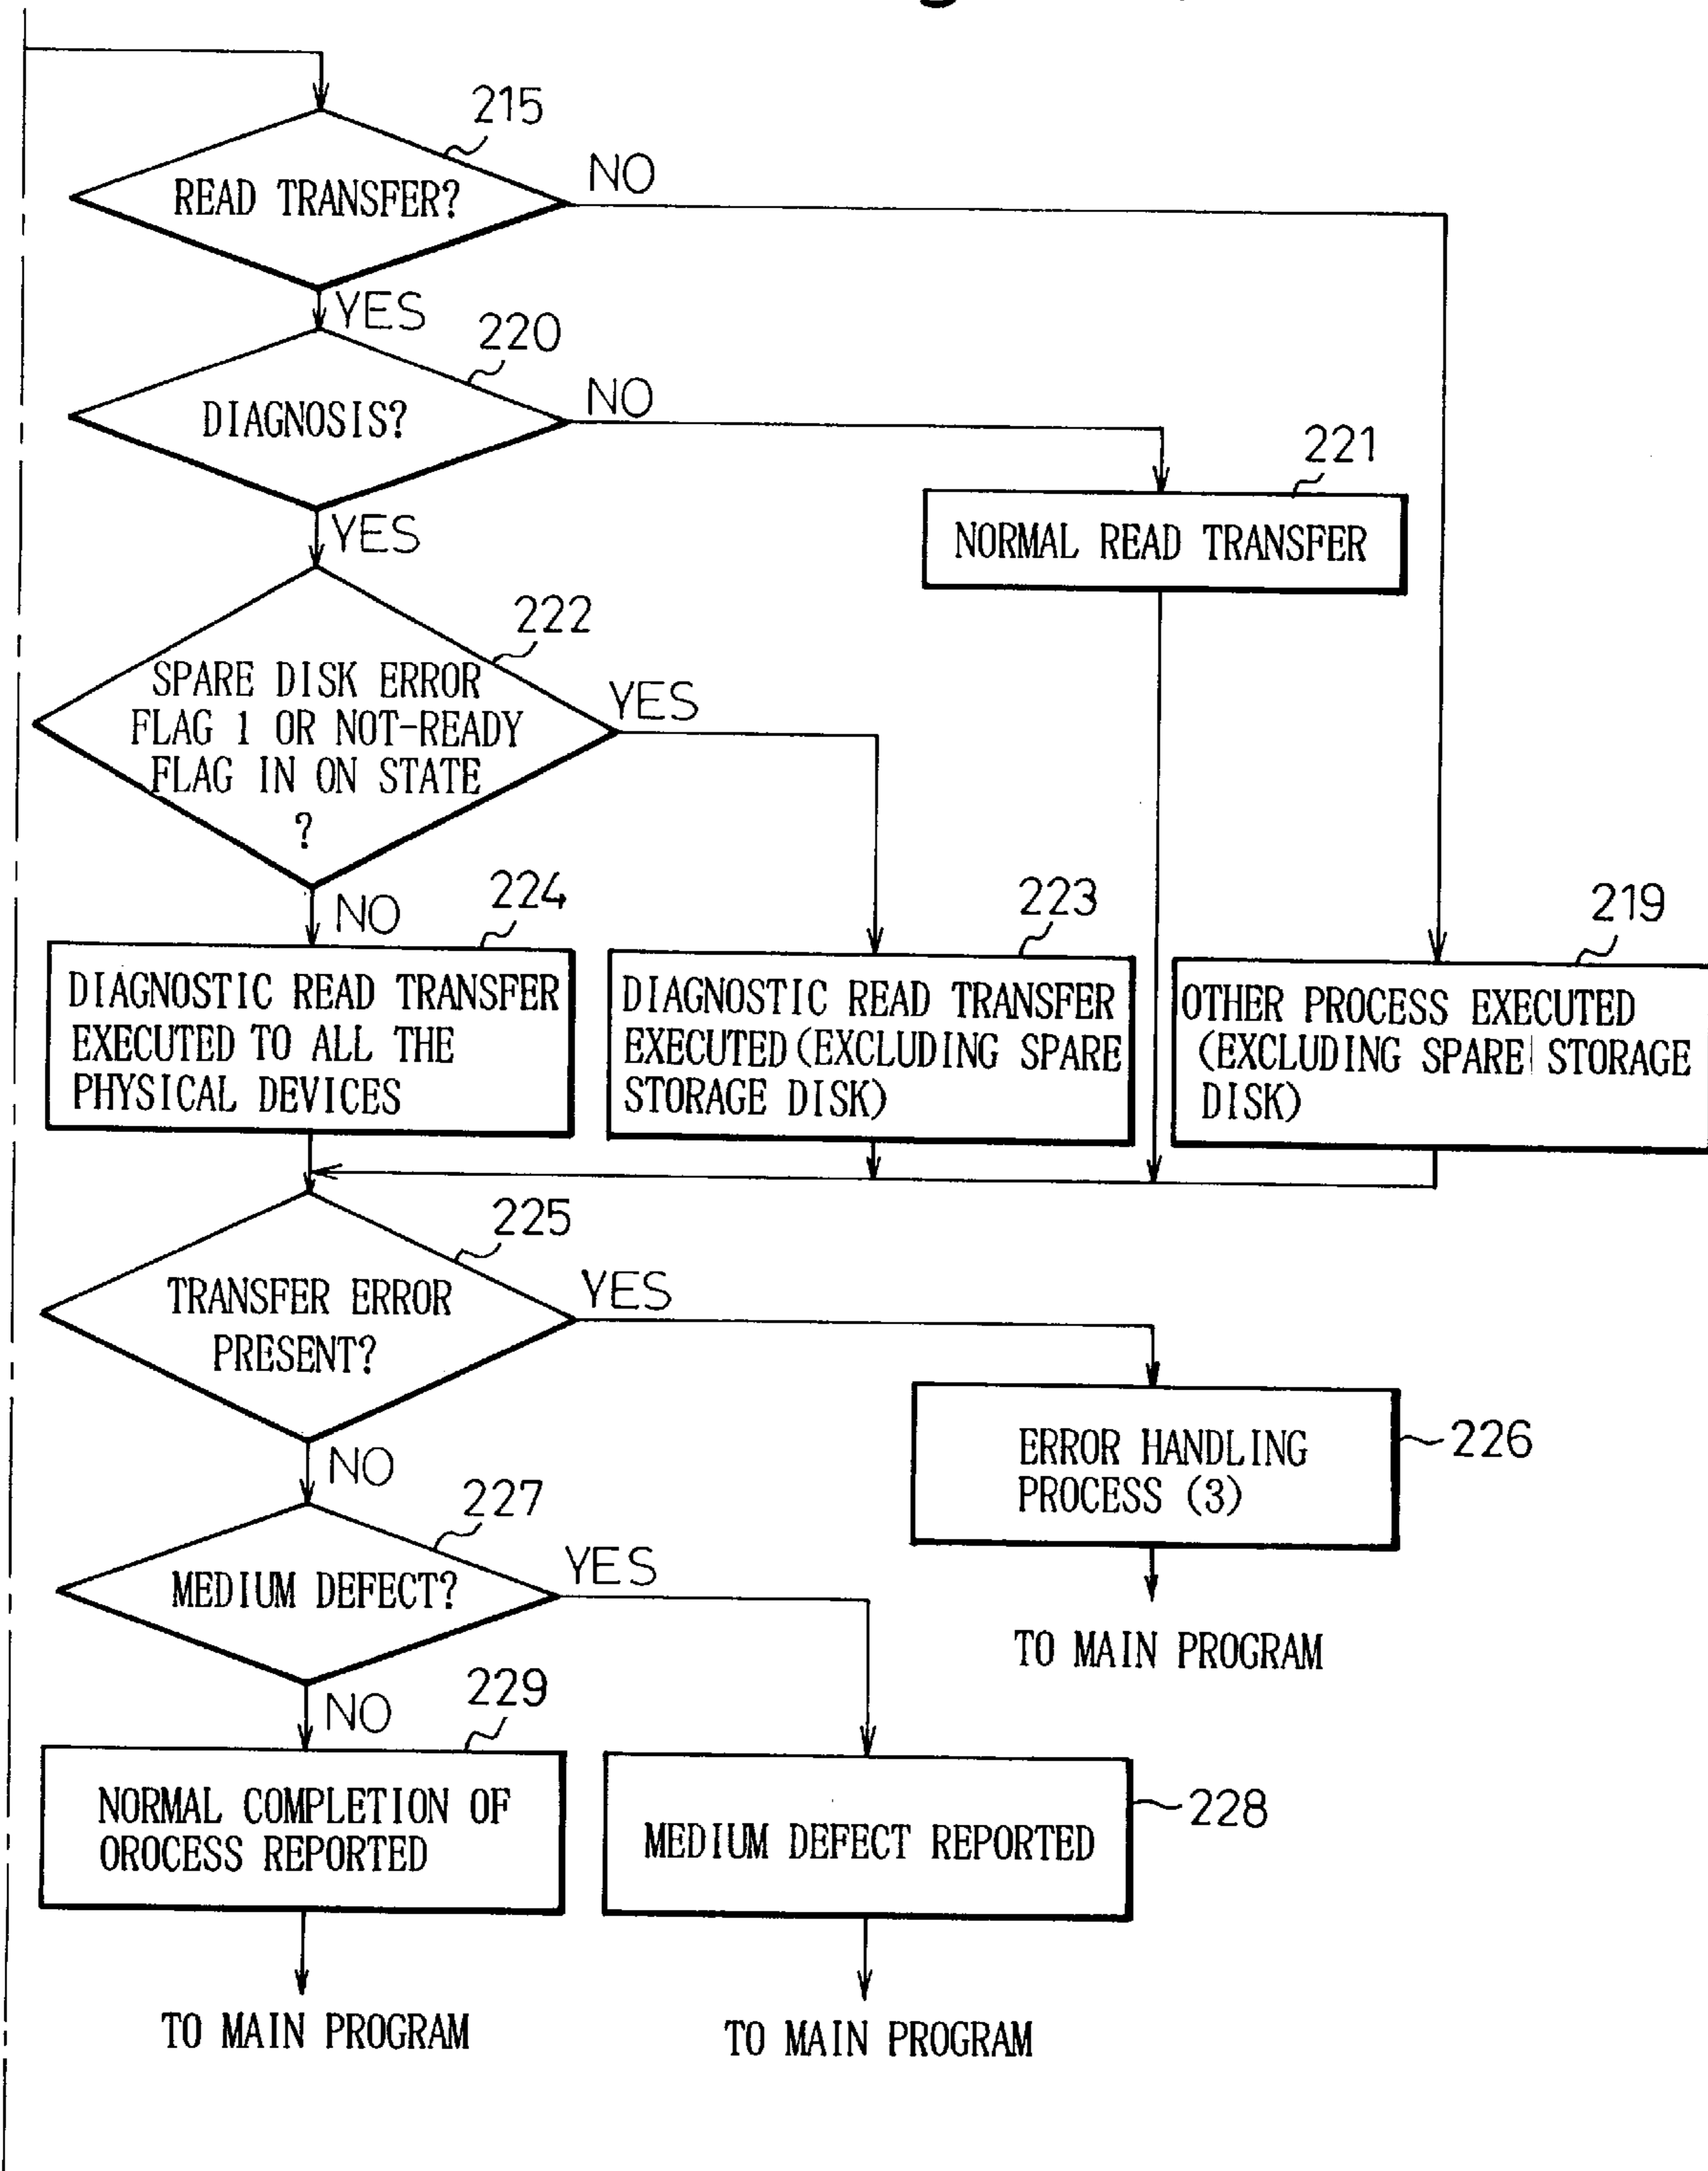 215
READ TRANSFER?
NO
YES
220
DIAGNOSIS?
NO
221
NORMAL READ TRANSFER
YES
222
SPARE DISK ERROR
FLAG 1 OR NOT-READY
FLAG IN ON STATE
?
YES
NO
224
DIAGNOSTIC READ TRANSFER
EXECUTED TO ALL THE
PHYSICAL DEVICES
223
DIAGNOSTIC READ TRANSFER
EXECUTED (EXCLUDING SPARE
STORAGE DISK)
219
OTHER PROCESS EXECUTED
(EXCLUDING SPARE STORAGE
DISK)
225
TRANSFER ERROR
PRESENT?
YES
226
ERROR HANDLING
PROCESS (3)
TO MAIN PROGRAM
NO
227
MEDIUM DEFECT?
YES
NO
229
NORMAL COMPLETION OF
OROCESS REPORTED
228
MEDIUM DEFECT REPORTED
TO MAIN PROGRAM
TO MAIN PROGRAM